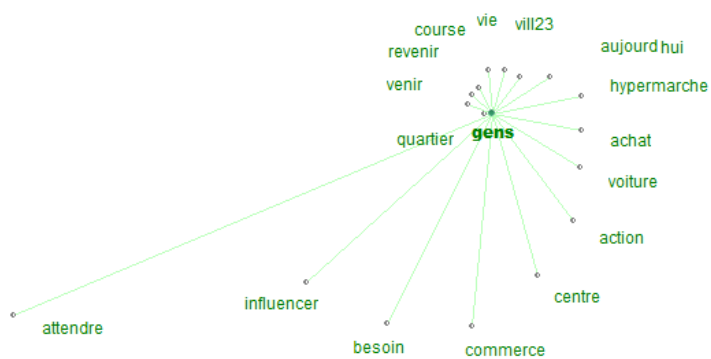 vie
vill23
course
aujourd hui
revenir
venir
hypermarche
quartier
gens
achat
voiture
action
centre
influencer
attendre
besoin
commerce